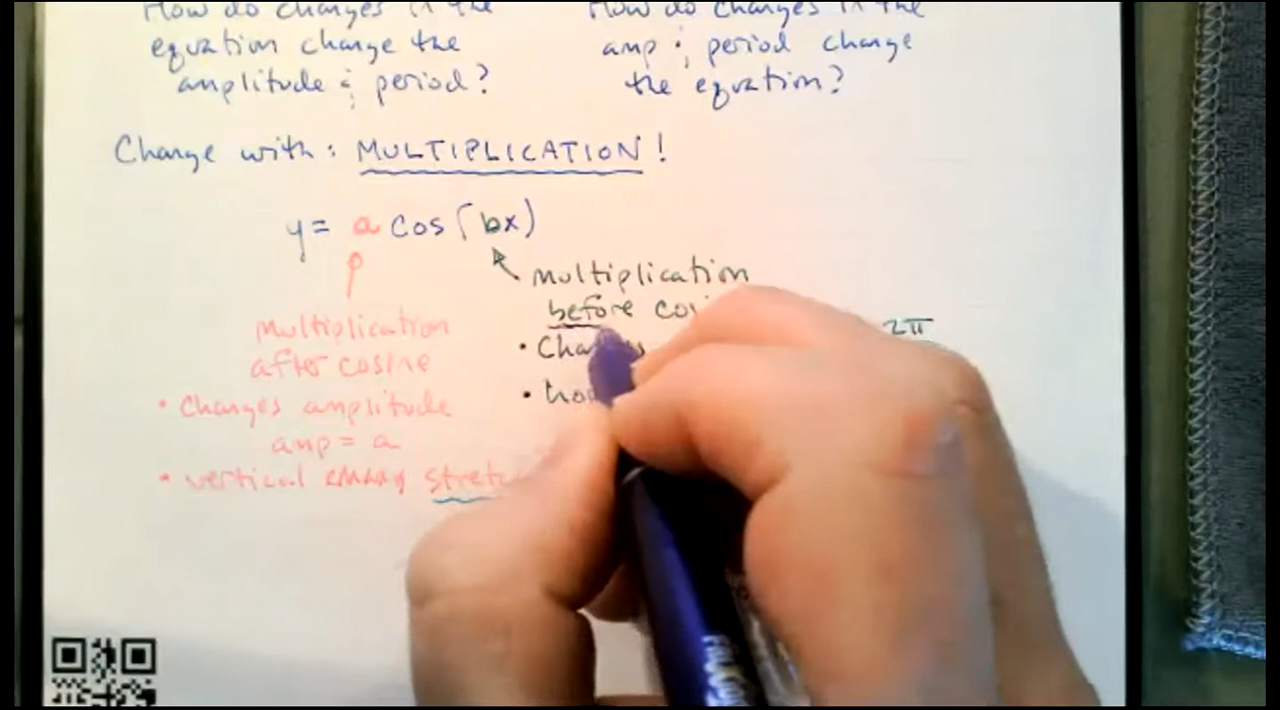 How do changes in the
equation change the
amplitude & period?
How do changes in the
amp & period change
the equation?
Change with: MULTIPLICATION!
y = a cos(bx)
Multiplication
after cosine
• Changes amplitude
amp = a
• vertical
Multiplication
before
2π